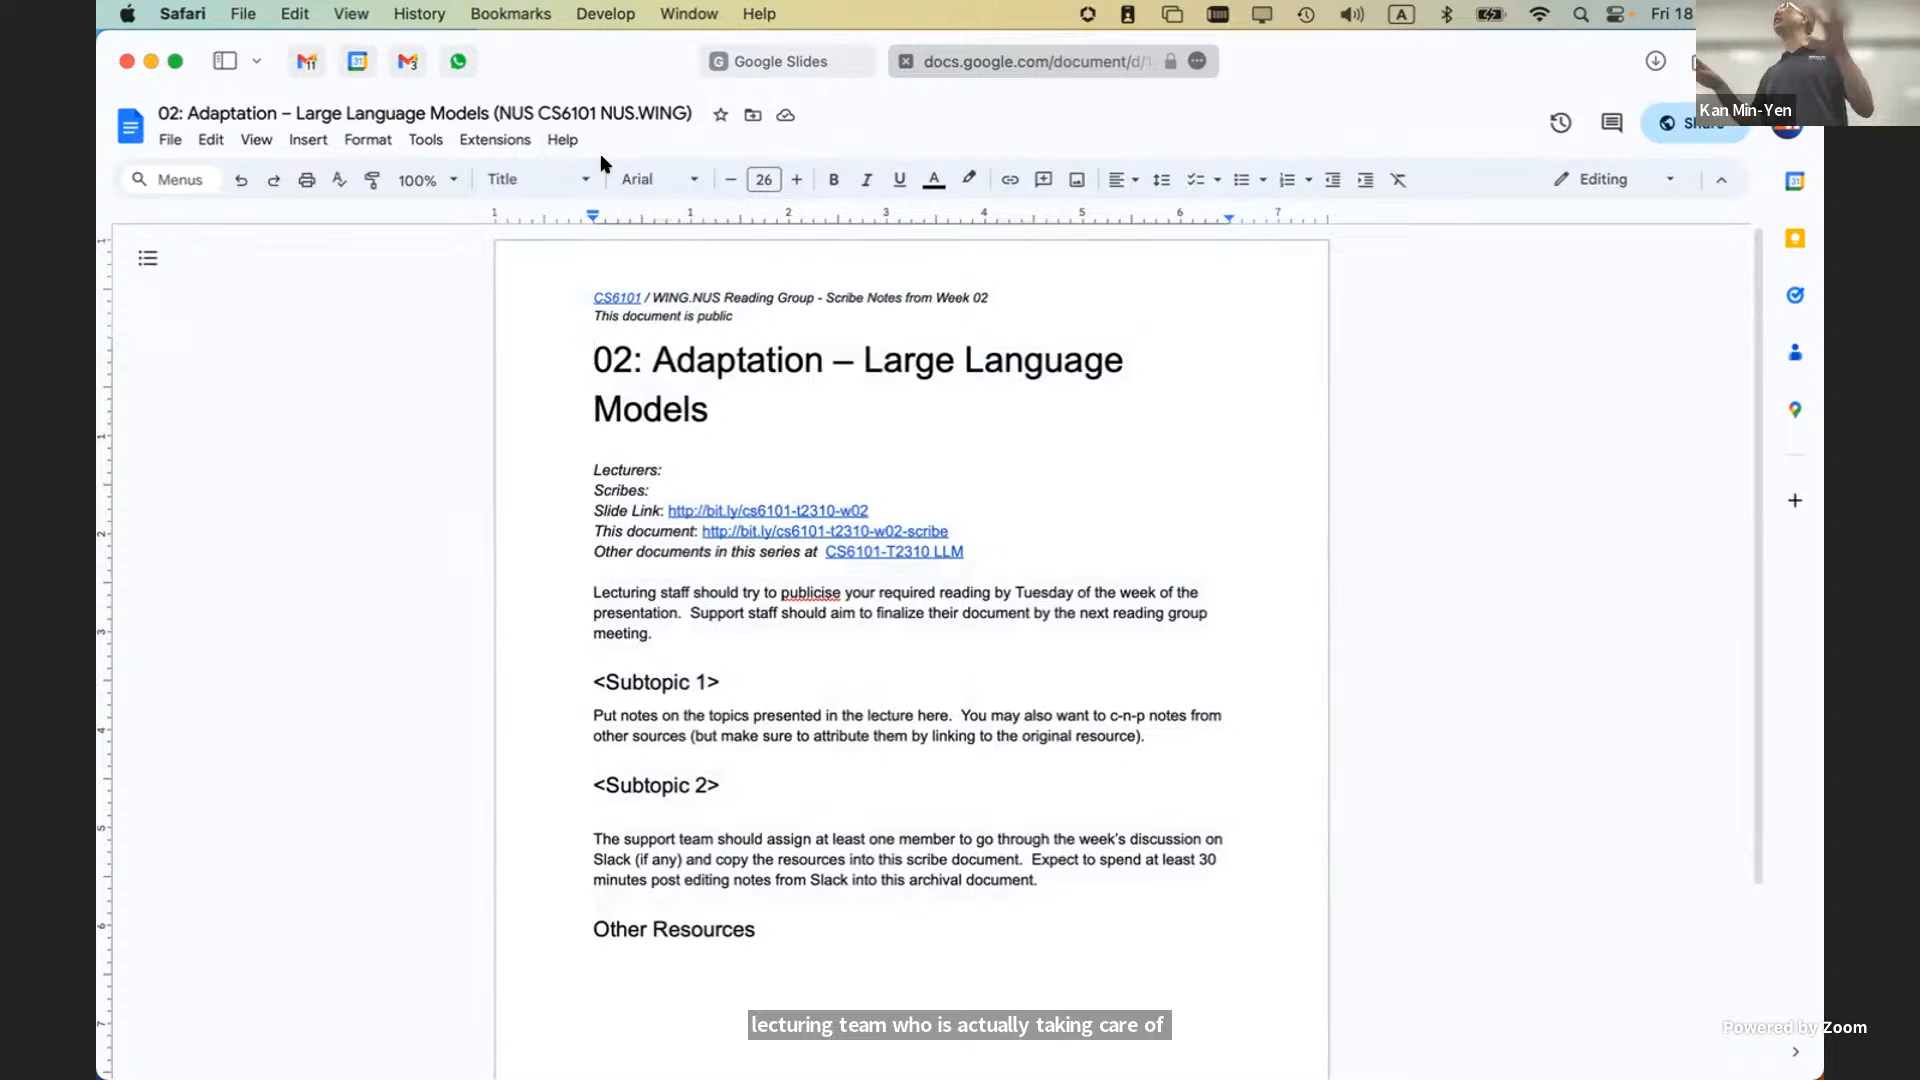 Safari File Edit View History Bookmarks Develop Window Help A Fri 18
Google Slides docs.google.com/document/d/
Kan Min-Yen
02: Adaptation – Large Language Models (NUS CS6101 NUS.WING)
File Edit View Insert Format Tools Extensions Help
Menus 100% Title Arial 26 B I U A Editing
1 1 2 3 4 5 6 7
CS6101 / WING.NUS Reading Group - Scribe Notes from Week 02
This document is public
02: Adaptation – Large Language
Models
Lecturers:
Scribes:
Slide Link: http://bit.ly/cs6101-t2310-w02
This document: http://bit.ly/cs6101-t2310-w02-scribe
Other documents in this series at CS6101-T2310 LLM
Lecturing staff should try to publicise your required reading by Tuesday of the week of the
presentation. Support staff should aim to finalize their document by the next reading group
meeting.
<Subtopic 1>
Put notes on the topics presented in the lecture here. You may also want to c-n-p notes from
other sources (but make sure to attribute them by linking to the original resource).
<Subtopic 2>
The support team should assign at least one member to go through the week's discussion on
Slack (if any) and copy the resources into this scribe document. Expect to spend at least 30
minutes post editing notes from Slack into this archival document.
Other Resources
lecturing team who is actually taking care of
Powered by Zoom